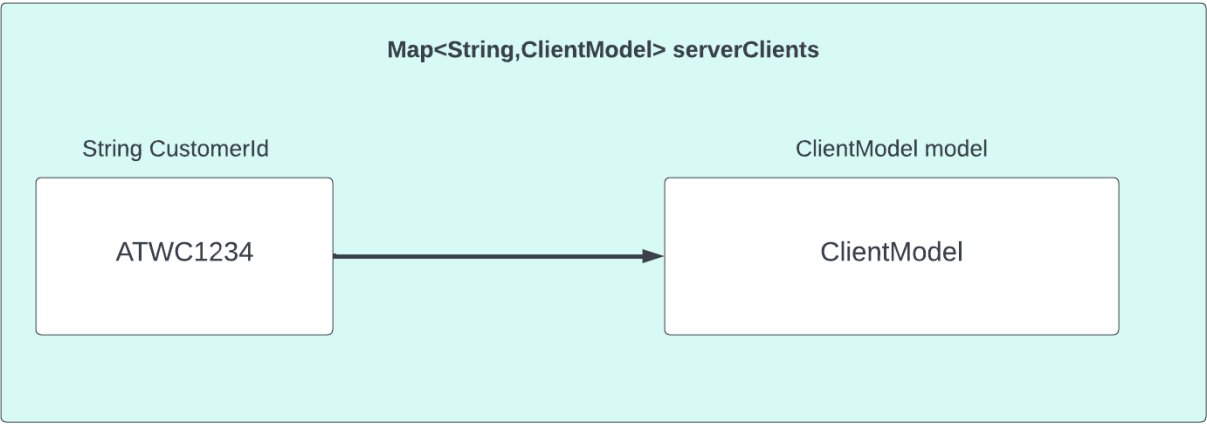 Map<String,ClientModel> serverClients
String CustomerId
ClientModel model
ATWC1234
ClientModel